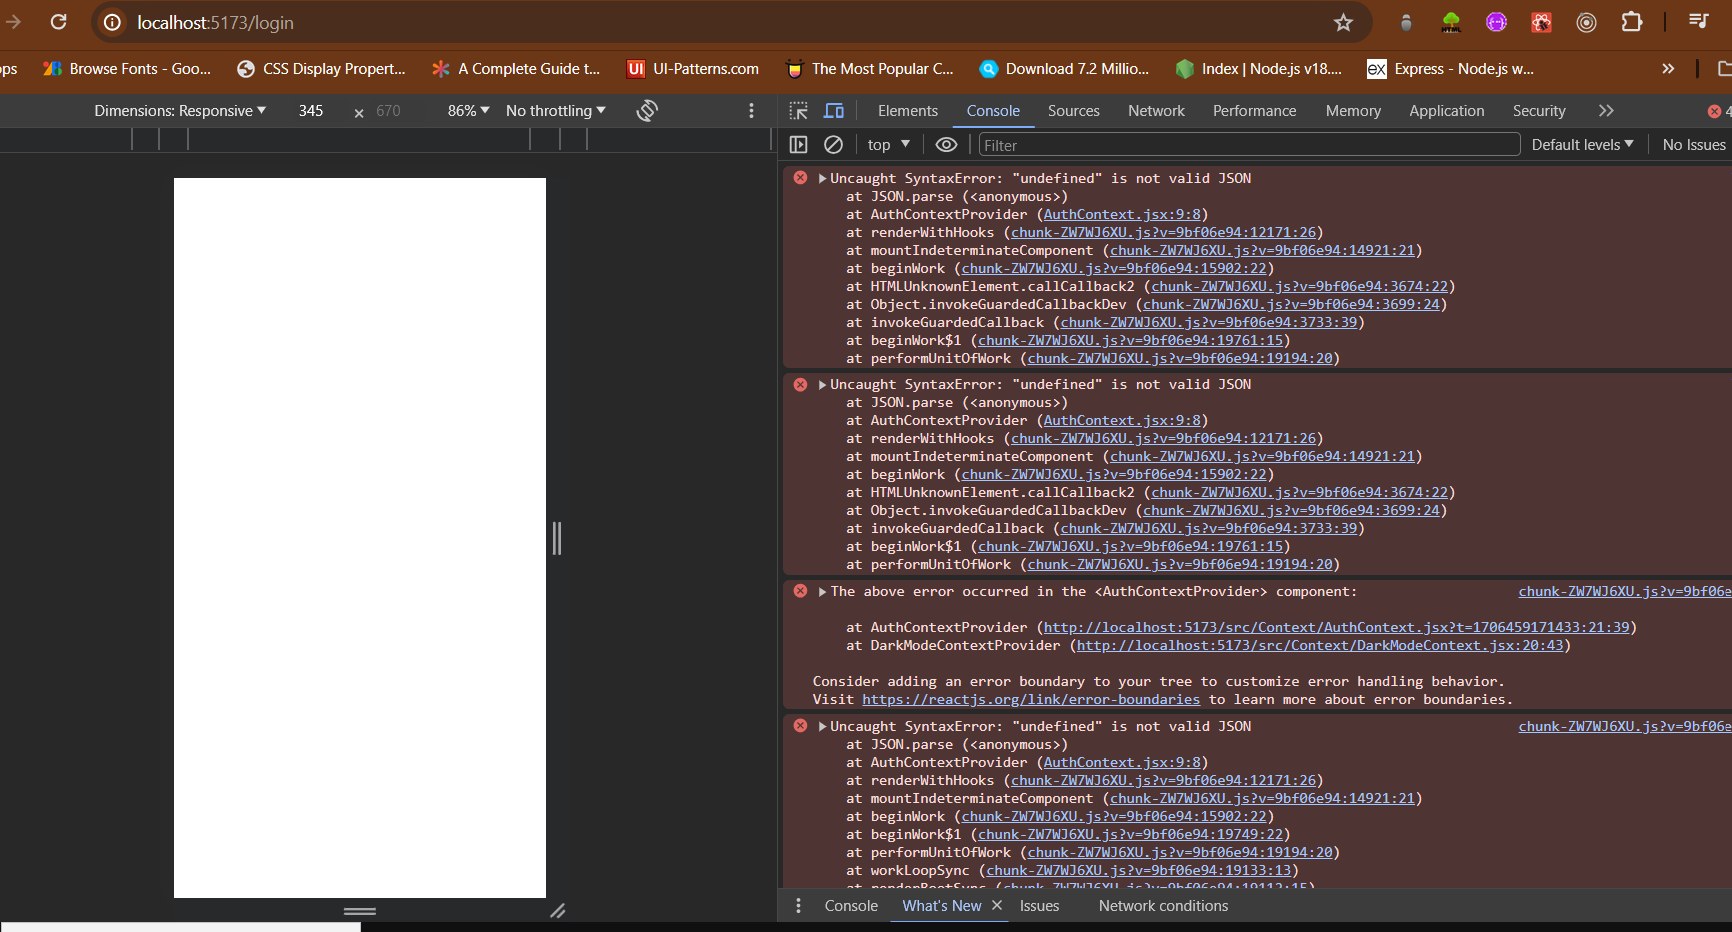 localhost:5173/login
ps
Browse Fonts - Goo...
CSS Display Propert...
A Complete Guide t...
UI UI-Patterns.com
The Most Popular C...
Download 7.2 Millio...
Index | Node.js v18....
ex Express - Node.js w...
»
Dimensions: Responsive ▼ 345 × 670 86% ▼ No throttling ▼
Elements Console Sources Network Performance Memory Application Security » 4
top ▼ Filter Default levels ▼ No Issues
Uncaught SyntaxError: "undefined" is not valid JSON
at JSON.parse (<anonymous>)
at AuthContextProvider (AuthContext.jsx:9:8)
at renderWithHooks (chunk-ZW7WJ6XU.js?v=9bf06e94:12171:26)
at mountIndeterminateComponent (chunk-ZW7WJ6XU.js?v=9bf06e94:14921:21)
at beginWork (chunk-ZW7WJ6XU.js?v=9bf06e94:15902:22)
at HTMLUnknownElement.callCallback2 (chunk-ZW7WJ6XU.js?v=9bf06e94:3674:22)
at Object.invokeGuardedCallbackDev (chunk-ZW7WJ6XU.js?v=9bf06e94:3699:24)
at invokeGuardedCallback (chunk-ZW7WJ6XU.js?v=9bf06e94:3733:39)
at beginWork$1 (chunk-ZW7WJ6XU.js?v=9bf06e94:19761:15)
at performUnitOfWork (chunk-ZW7WJ6XU.js?v=9bf06e94:19194:20)
Uncaught SyntaxError: "undefined" is not valid JSON
at JSON.parse (<anonymous>)
at AuthContextProvider (AuthContext.jsx:9:8)
at renderWithHooks (chunk-ZW7WJ6XU.js?v=9bf06e94:12171:26)
at mountIndeterminateComponent (chunk-ZW7WJ6XU.js?v=9bf06e94:14921:21)
at beginWork (chunk-ZW7WJ6XU.js?v=9bf06e94:15902:22)
at HTMLUnknownElement.callCallback2 (chunk-ZW7WJ6XU.js?v=9bf06e94:3674:22)
at Object.invokeGuardedCallbackDev (chunk-ZW7WJ6XU.js?v=9bf06e94:3699:24)
at invokeGuardedCallback (chunk-ZW7WJ6XU.js?v=9bf06e94:3733:39)
at beginWork$1 (chunk-ZW7WJ6XU.js?v=9bf06e94:19761:15)
at performUnitOfWork (chunk-ZW7WJ6XU.js?v=9bf06e94:19194:20)
The above error occurred in the <AuthContextProvider> component: chunk-ZW7WJ6XU.js?v=9bf06e
at AuthContextProvider (http://localhost:5173/src/Context/AuthContext.jsx?t=1706459171433:21:39)
at DarkModeContextProvider (http://localhost:5173/src/Context/DarkModeContext.jsx:20:43)
Consider adding an error boundary to your tree to customize error handling behavior.
Visit https://reactjs.org/link/error-boundaries to learn more about error boundaries.
Uncaught SyntaxError: "undefined" is not valid JSON chunk-ZW7WJ6XU.js?v=9bf06e
at JSON.parse (<anonymous>)
at AuthContextProvider (AuthContext.jsx:9:8)
at renderWithHooks (chunk-ZW7WJ6XU.js?v=9bf06e94:12171:26)
at mountIndeterminateComponent (chunk-ZW7WJ6XU.js?v=9bf06e94:14921:21)
at beginWork (chunk-ZW7WJ6XU.js?v=9bf06e94:15902:22)
at beginWork$1 (chunk-ZW7WJ6XU.js?v=9bf06e94:19749:22)
at performUnitOfWork (chunk-ZW7WJ6XU.js?v=9bf06e94:19194:20)
at workLoopSync (chunk-ZW7WJ6XU.js?v=9bf06e94:19133:13)
at renderRootSync (chunk-ZW7WJ6XU.js?v=9bf06e94:19112:15)
Console What's New × Issues Network conditions